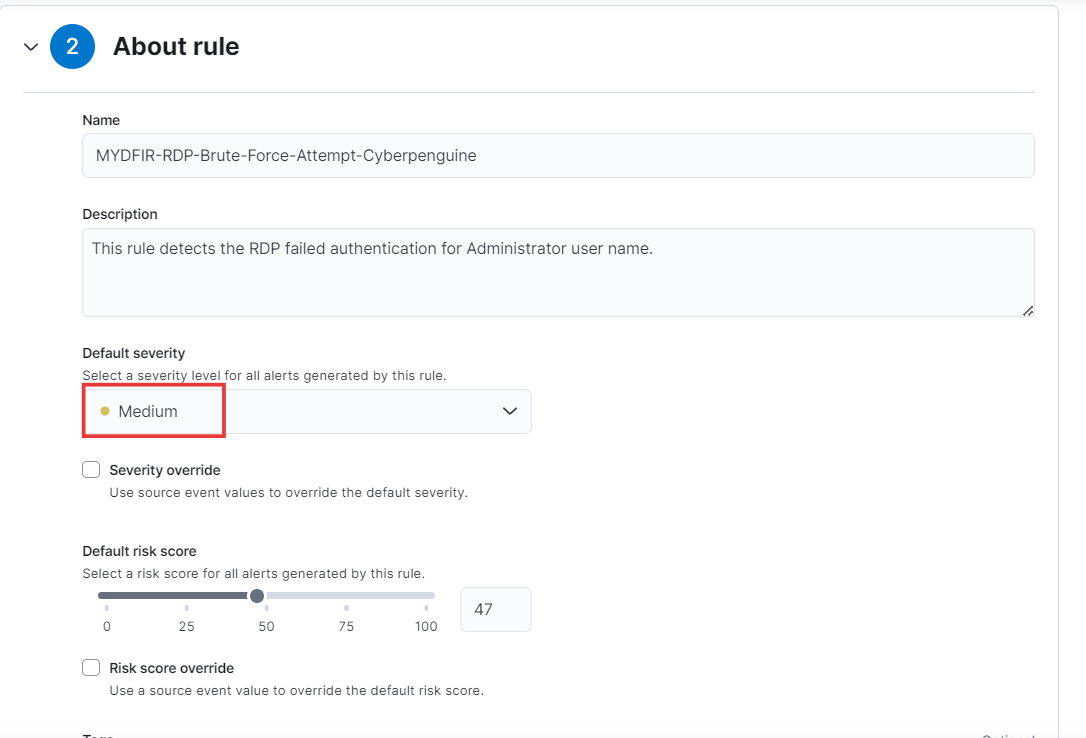 2 About rule
Name
MYDFIR-RDP-Brute-Force-Attempt-Cyberpenguine
Description
This rule detects the RDP failed authentication for Administrator user name.
Default severity
Select a severity level for all alerts generated by this rule.
Medium
Severity override
Use source event values to override the default severity.
Default risk score
Select a risk score for all alerts generated by this rule.
47
0 25 50 75 100
Risk score override
Use a source event value to override the default risk score.